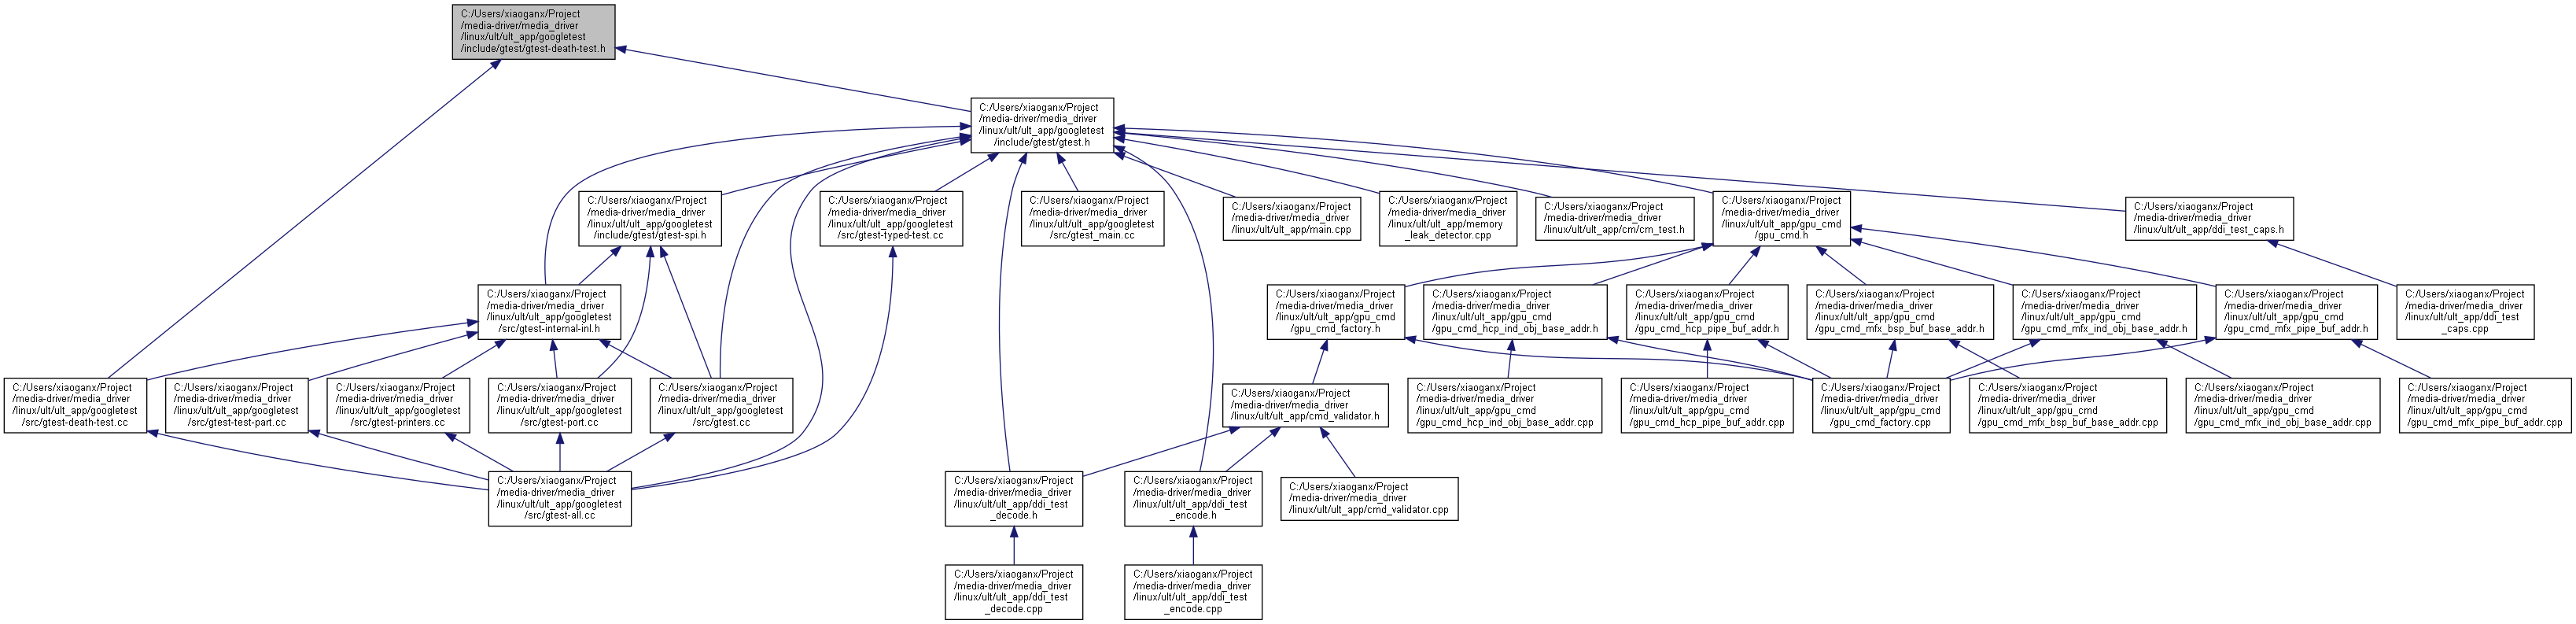 C:/Users/xiaoganx/Project
/media-driver/media_driver
/linux/ult/ult_app/googletest
/include/gtest/gtest-death-test.h
C:/Users/xiaoganx/Project
/media-driver/media_driver
/linux/ult/ult_app/googletest
/include/gtest/gtest.h
C:/Users/xiaoganx/Project
/media-driver/media_driver
/linux/ult/ult_app/googletest
/include/gtest/gtest-spi.h
C:/Users/xiaoganx/Project
/media-driver/media_driver
/linux/ult/ult_app/googletest
/src/gtest-typed-test.cc
C:/Users/xiaoganx/Project
/media-driver/media_driver
/linux/ult/ult_app/googletest
/src/gtest_main.cc
C:/Users/xiaoganx/Project
/media-driver/media_driver
/linux/ult/ult_app/main.cpp
C:/Users/xiaoganx/Project
/media-driver/media_driver
/linux/ult/ult_app/memory
_leak_detector.cpp
C:/Users/xiaoganx/Project
/media-driver/media_driver
/linux/ult/ult_app/cm/cm_test.h
C:/Users/xiaoganx/Project
/media-driver/media_driver
/linux/ult/ult_app/gpu_cmd
/gpu_cmd.h
C:/Users/xiaoganx/Project
/media-driver/media_driver
/linux/ult/ult_app/ddi_test_caps.h
C:/Users/xiaoganx/Project
/media-driver/media_driver
/linux/ult/ult_app/googletest
/src/gtest-internal-inl.h
C:/Users/xiaoganx/Project
/media-driver/media_driver
/linux/ult/ult_app/gpu_cmd
/gpu_cmd_factory.h
C:/Users/xiaoganx/Project
/media-driver/media_driver
/linux/ult/ult_app/gpu_cmd
/gpu_cmd_hcp_ind_obj_base_addr.h
C:/Users/xiaoganx/Project
/media-driver/media_driver
/linux/ult/ult_app/gpu_cmd
/gpu_cmd_hcp_pipe_buf_addr.h
C:/Users/xiaoganx/Project
/media-driver/media_driver
/linux/ult/ult_app/gpu_cmd
/gpu_cmd_mfx_bsp_buf_base_addr.h
C:/Users/xiaoganx/Project
/media-driver/media_driver
/linux/ult/ult_app/gpu_cmd
/gpu_cmd_mfx_ind_obj_base_addr.h
C:/Users/xiaoganx/Project
/media-driver/media_driver
/linux/ult/ult_app/gpu_cmd
/gpu_cmd_mfx_pipe_buf_addr.h
C:/Users/xiaoganx/Project
/media-driver/media_driver
/linux/ult/ult_app/ddi_test
_caps.cpp
C:/Users/xiaoganx/Project
/media-driver/media_driver
/linux/ult/ult_app/googletest
/src/gtest-death-test.cc
C:/Users/xiaoganx/Project
/media-driver/media_driver
/linux/ult/ult_app/googletest
/src/gtest-test-part.cc
C:/Users/xiaoganx/Project
/media-driver/media_driver
/linux/ult/ult_app/googletest
/src/gtest-printers.cc
C:/Users/xiaoganx/Project
/media-driver/media_driver
/linux/ult/ult_app/googletest
/src/gtest-port.cc
C:/Users/xiaoganx/Project
/media-driver/media_driver
/linux/ult/ult_app/googletest
/src/gtest.cc
C:/Users/xiaoganx/Project
/media-driver/media_driver
/linux/ult/ult_app/cmd_validator.h
C:/Users/xiaoganx/Project
/media-driver/media_driver
/linux/ult/ult_app/gpu_cmd
/gpu_cmd_hcp_ind_obj_base_addr.cpp
C:/Users/xiaoganx/Project
/media-driver/media_driver
/linux/ult/ult_app/gpu_cmd
/gpu_cmd_hcp_pipe_buf_addr.cpp
C:/Users/xiaoganx/Project
/media-driver/media_driver
/linux/ult/ult_app/gpu_cmd
/gpu_cmd_factory.cpp
C:/Users/xiaoganx/Project
/media-driver/media_driver
/linux/ult/ult_app/gpu_cmd
/gpu_cmd_mfx_bsp_buf_base_addr.cpp
C:/Users/xiaoganx/Project
/media-driver/media_driver
/linux/ult/ult_app/gpu_cmd
/gpu_cmd_mfx_ind_obj_base_addr.cpp
C:/Users/xiaoganx/Project
/media-driver/media_driver
/linux/ult/ult_app/gpu_cmd
/gpu_cmd_mfx_pipe_buf_addr.cpp
C:/Users/xiaoganx/Project
/media-driver/media_driver
/linux/ult/ult_app/googletest
/src/gtest-all.cc
C:/Users/xiaoganx/Project
/media-driver/media_driver
/linux/ult/ult_app/ddi_test
_decode.h
C:/Users/xiaoganx/Project
/media-driver/media_driver
/linux/ult/ult_app/ddi_test
_encode.h
C:/Users/xiaoganx/Project
/media-driver/media_driver
/linux/ult/ult_app/cmd_validator.cpp
C:/Users/xiaoganx/Project
/media-driver/media_driver
/linux/ult/ult_app/ddi_test
_decode.cpp
C:/Users/xiaoganx/Project
/media-driver/media_driver
/linux/ult/ult_app/ddi_test
_encode.cpp